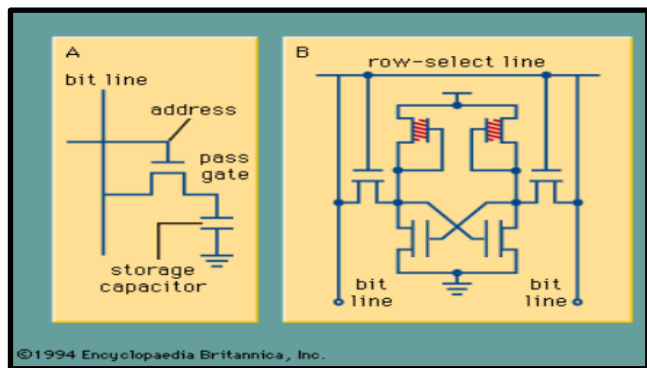 A
bit line
address
pass
gate
storage
capacitor
B
row-select line
bit
line
bit
line
©1994 Encyclopaedia Britannica, Inc.